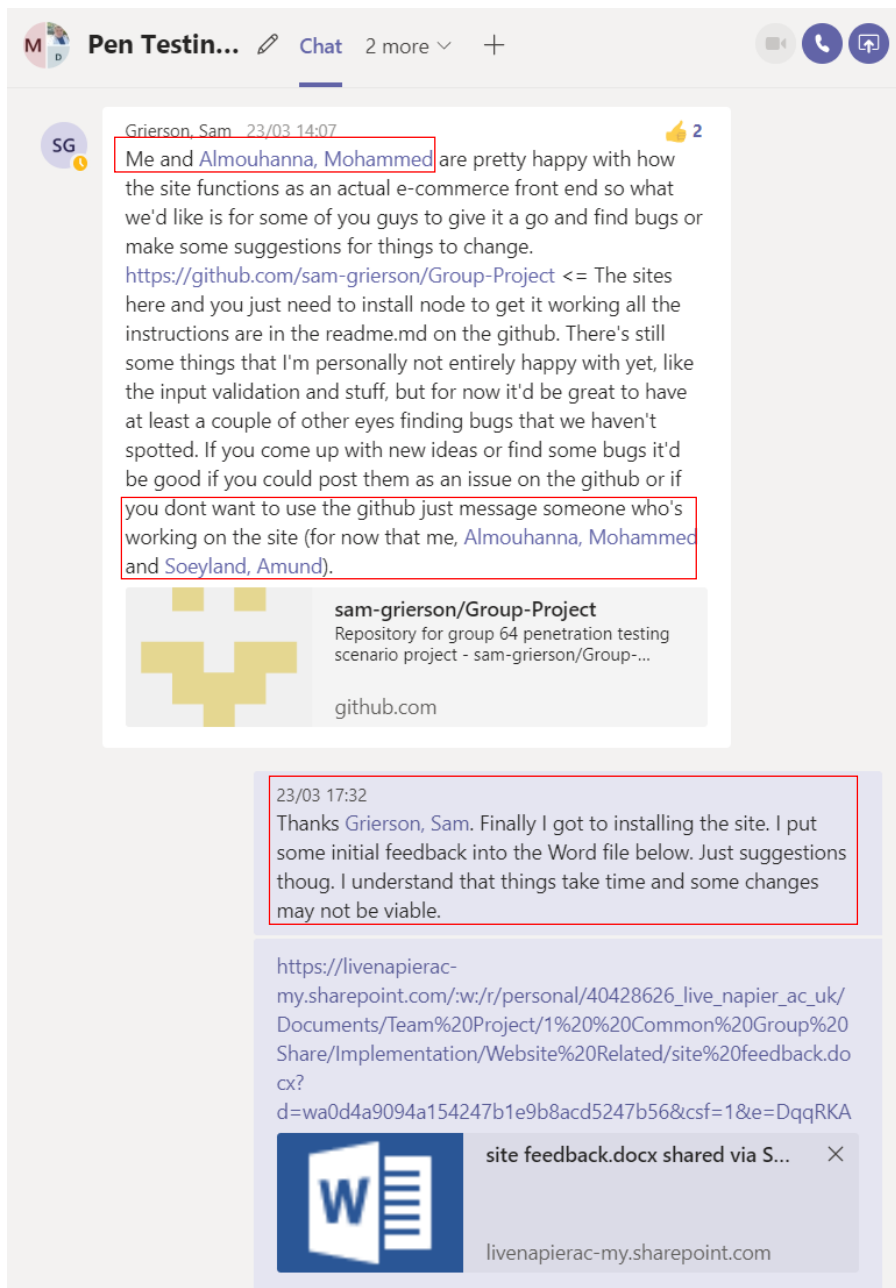 M D Pen Testin... Chat 2 more +
SG
Grierson, Sam 23/03 14:07 2
Me and Almouhanna, Mohammed are pretty happy with how
the site functions as an actual e-commerce front end so what
we'd like is for some of you guys to give it a go and find bugs or
make some suggestions for things to change.
https://github.com/sam-grierson/Group-Project <= The sites
here and you just need to install node to get it working all the
instructions are in the readme.md on the github. There's still
some things that I'm personally not entirely happy with yet, like
the input validation and stuff, but for now it'd be great to have
at least a couple of other eyes finding bugs that we haven't
spotted. If you come up with new ideas or find some bugs it'd
be good if you could post them as an issue on the github or if
you dont want to use the github just message someone who's
working on the site (for now that me, Almouhanna, Mohammed
and Soeyland, Amund).
sam-grierson/Group-Project
Repository for group 64 penetration testing
scenario project - sam-grierson/Group-...
github.com
23/03 17:32
Thanks Grierson, Sam. Finally I got to installing the site. I put
some initial feedback into the Word file below. Just suggestions
thoug. I understand that things take time and some changes
may not be viable.
https://livenapierac-
my.sharepoint.com/:w:/r/personal/40428626_live_napier_ac_uk/
Documents/Team%20Project/1%20%20Common%20Group%20
Share/Implementation/Website%20Related/site%20feedback.do
cx?
d=wa0d4a9094a154247b1e9b8acd5247b56&csf=1&e=DqqRKA
W
site feedback.docx shared via S...
livenapierac-my.sharepoint.com